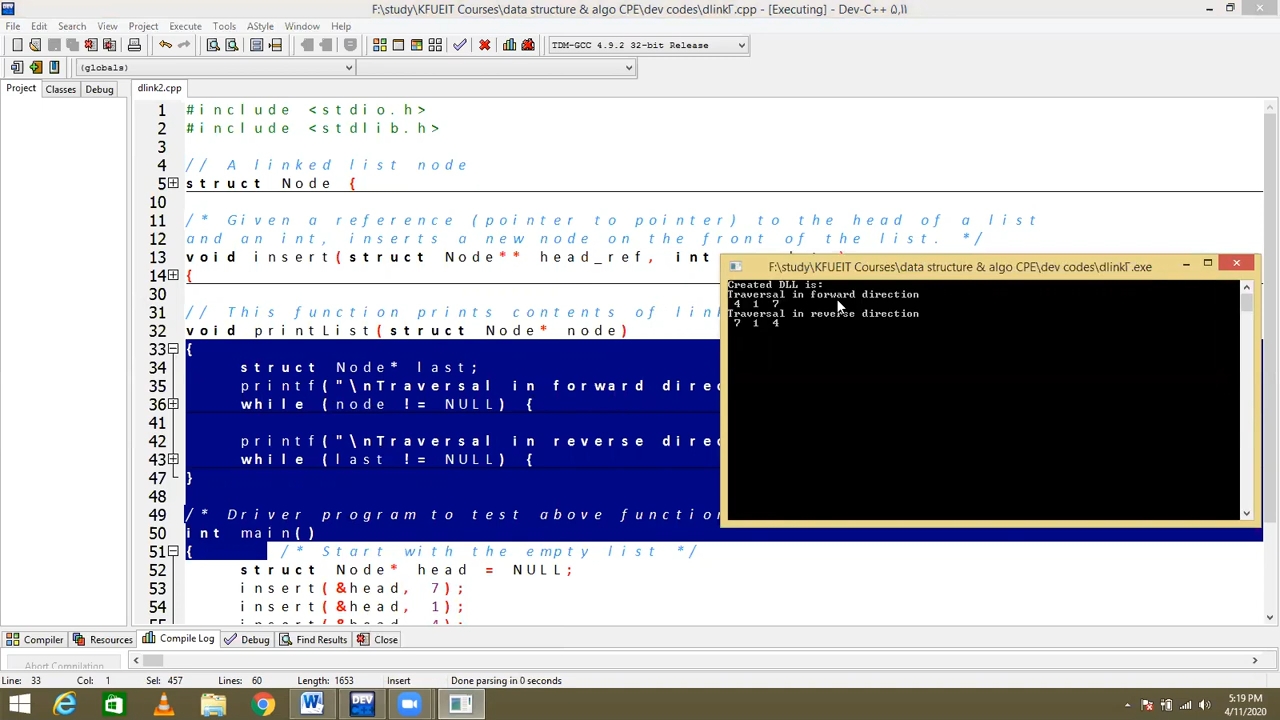 F:\study\KFUEIT Courses\data structure & algo CPE\dev codes\dlink2.cpp - [Executing] - Dev-C++
File Edit Search View Project Execute Tools AStyle Window Help
TDM-GCC 4.9.2 32-bit Release
(globals)
Project Classes Debug
dlink2.cpp
1 #include <stdio.h>
2 #include <stdlib.h>
3
4 // A linked list node
5 struct Node {
10
11 /* Given a reference (pointer to pointer) to the head of a list
12 and an int, inserts a new node on the front of the list. */
13 void insert(struct Node** head_ref, int
14 {
30
31 // This function prints contents of
32 void printList(struct Node* node)
33 {
34 struct Node* last;
35 printf("\nTraversal in forward
36 while (node != NULL) {
41
42 printf("\nTraversal in reverse
43 while (last != NULL) {
47 }
48
49 /* Driver program to test above
50 int main()
51 { /* Start with the empty list */
52 struct Node* head = NULL;
53 insert(&head, 7);
54 insert(&head, 1);
F:\study\KFUEIT Courses\data structure & algo CPE\dev codes\dlink2.exe
Created DLL is:
Traversal in forward direction
4 1 7
Traversal in reverse direction
7 1 4
Compiler Resources Compile Log Debug Find Results Close
Abort Compilation
Line: 33 Col: 1 Sel: 457 Lines: 60 Length: 1653 Insert Done parsing in 0 seconds
W DEV
5:19 PM
4/11/2020